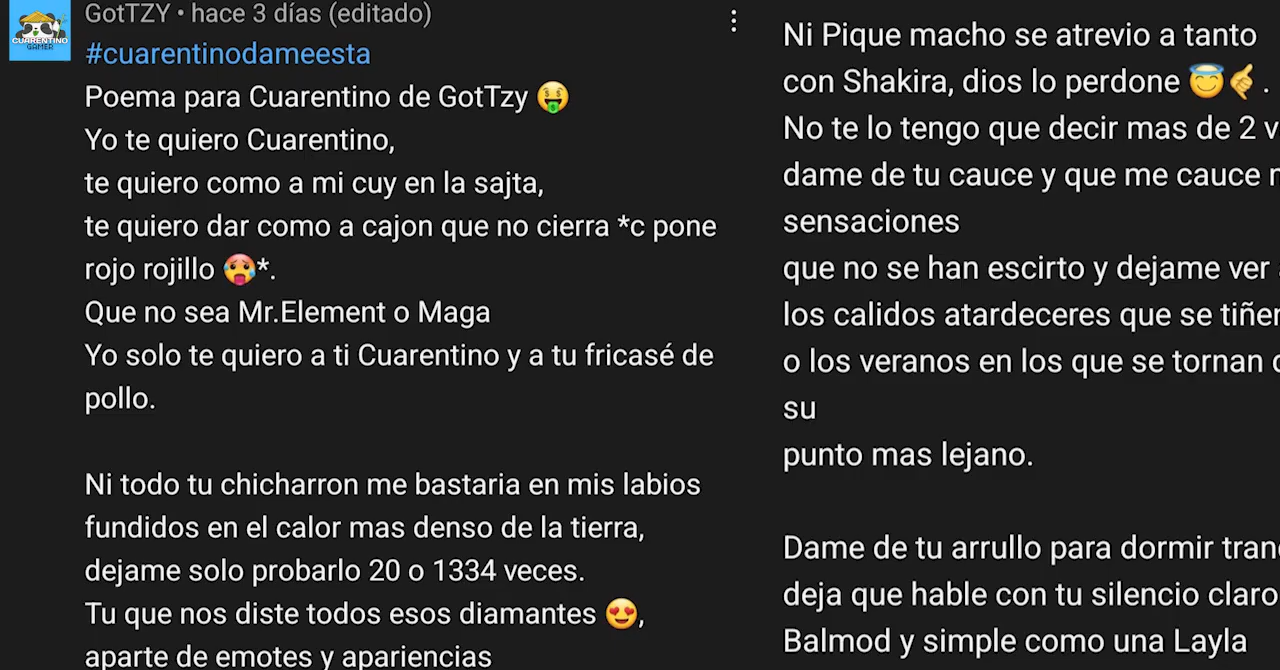 GotTZY • hace 3 días (editado)
#cuarentinodameesta
Poema para Cuarentino de GotTzy 🤑
Yo te quiero Cuarentino,
te quiero como a mi cuy en la sajta,
te quiero dar como a cajon que no cierra *c pone
rojo rojillo 🥵*.
Que no sea Mr.Element o Maga
Yo solo te quiero a ti Cuarentino y a tu fricasé de
pollo.
Ni todo tu chicharron me bastaria en mis labios
fundidos en el calor mas denso de la tierra,
dejame solo probarlo 20 o 1334 veces.
Tu que nos diste todos esos diamantes 😍,
aparte de emotes y apariencias
Ni Pique macho se atrevio a tanto
con Shakira, dios lo perdone 😇🤙.
No te lo tengo que decir mas de 2 v
dame de tu cauce y que me cauce
sensaciones
que no se han escirto y dejame ver
los calidos atardeceres que se tiñer
o los veranos en los que se tornan
su
punto mas lejano.
Dame de tu arrullo para dormir tran
deja que hable con tu silencio claro
Balmod y simple como una Layla
CUARENTINO
GAMER